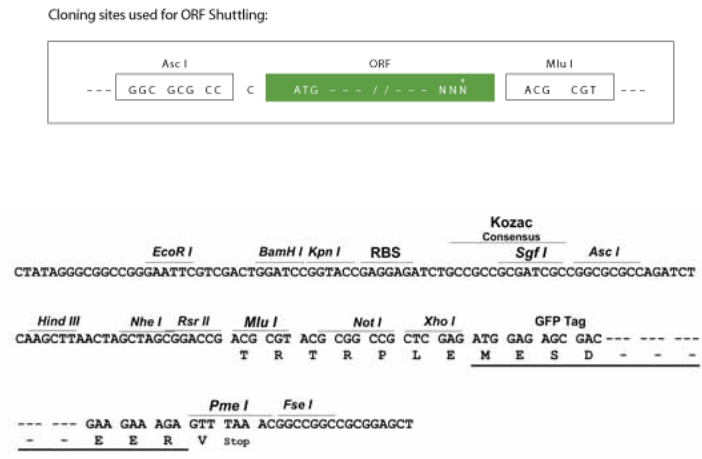 Cloning sites used for ORF Shuttling:
Asc I ORF Mlu I
--- GGC GCG CC C ATG --- // --- NNN* ACG CGT ---
Kozac
Consensus
EcoR I BamH I Kpn I RBS Sgf I Asc I
CTATAGGGCGGCCGGGAATTCGTCGACTGGATCCGGTACCGAGGAGATCTGCCGCCGCGATCGCCGGCGCGCCAGATCT
Hind III Nhe I Rsr II Mlu I Not I Xho I GFP Tag
CAAGCTTAACTAGCTAGCGGACCG ACG CGT ACG CGG CCG CTC GAG ATG GAG AGC GAC --- --- ---
T R T R P L E M E S D - - -
Pme I Fse I
--- --- GAA GAA AGA GTT TAA ACGGCCGGCCGCGGAGCT
- - E E R V Stop